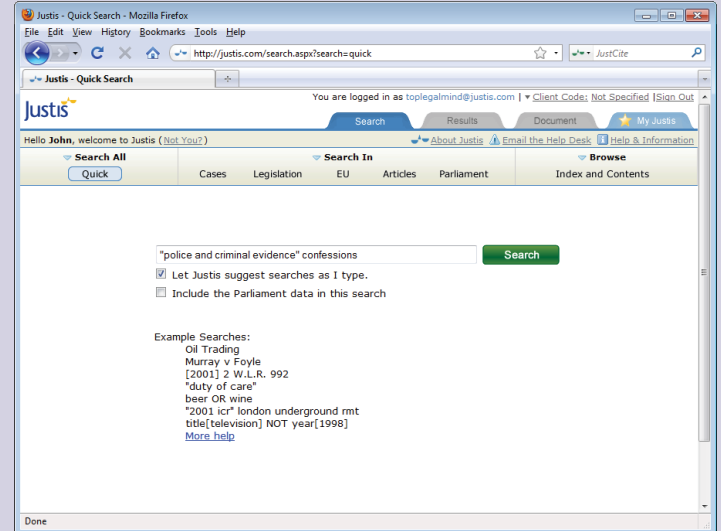 Justis - Quick Search - Mozilla Firefox
File Edit View History Bookmarks Tools Help
http://justis.com/search.aspx?search=quick
JustCite
Justis - Quick Search
You are logged in as toplegalmind@justis.com | Client Code: Not Specified |Sign Out
Justis
Search Results Document My Justis
Hello John, welcome to Justis (Not You?)
About Justis Email the Help Desk Help & Information
Search All Search In Browse
Quick Cases Legislation EU Articles Parliament Index and Contents
"police and criminal evidence" confessions
Search
Let Justis suggest searches as I type.
Include the Parliament data in this search
Example Searches:
Oil Trading
Murray v Foyle
[2001] 2 W.L.R. 992
"duty of care"
beer OR wine
"2001 icr" london underground rmt
title[television] NOT year[1998]
More help
Done